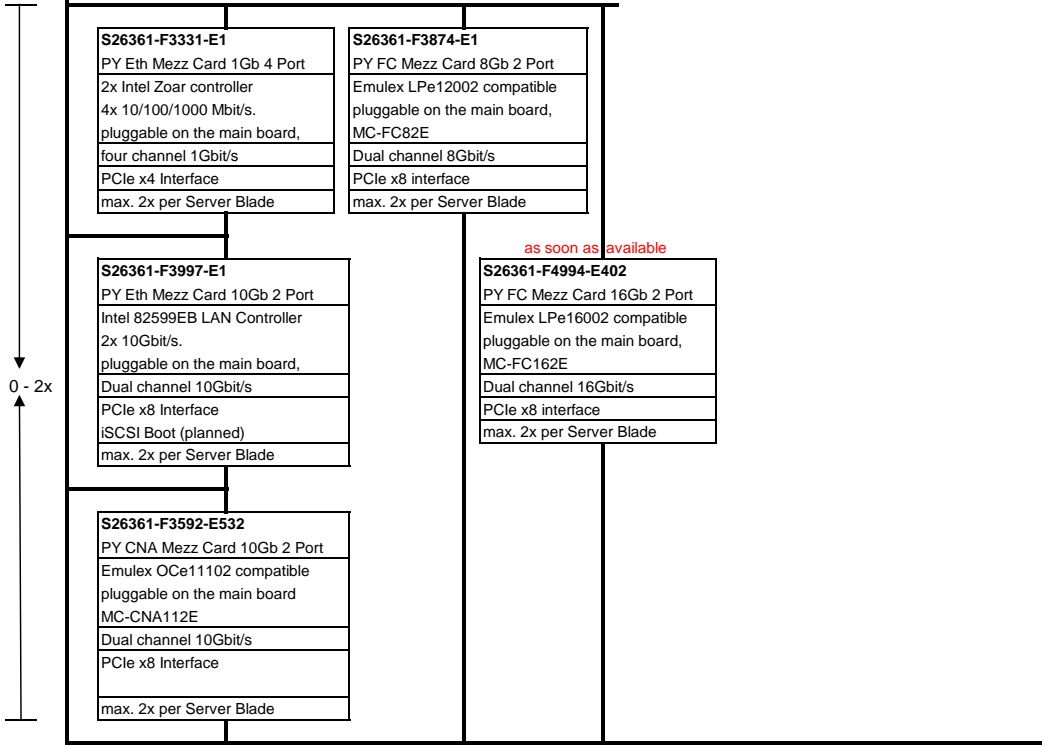 S26361-F3331-E1
PY Eth Mezz Card 1Gb 4 Port
2x Intel Zoar controller
4x 10/100/1000 Mbit/s.
pluggable on the main board,
four channel 1Gbit/s
PCIe x4 Interface
max. 2x per Server Blade
S26361-F3874-E1
PY FC Mezz Card 8Gb 2 Port
Emulex LPe12002 compatible
pluggable on the main board,
MC-FC82E
Dual channel 8Gbit/s
PCIe x8 interface
max. 2x per Server Blade
S26361-F3997-E1
PY Eth Mezz Card 10Gb 2 Port
Intel 82599EB LAN Controller
2x 10Gbit/s.
pluggable on the main board,
Dual channel 10Gbit/s
PCIe x8 Interface
iSCSI Boot (planned)
max. 2x per Server Blade
as soon as available
S26361-F4994-E402
PY FC Mezz Card 16Gb 2 Port
Emulex LPe16002 compatible
pluggable on the main board,
MC-FC162E
Dual channel 16Gbit/s
PCIe x8 interface
max. 2x per Server Blade
0 - 2x
S26361-F3592-E532
PY CNA Mezz Card 10Gb 2 Port
Emulex OCe11102 compatible
pluggable on the main board
MC-CNA112E
Dual channel 10Gbit/s
PCIe x8 Interface
max. 2x per Server Blade